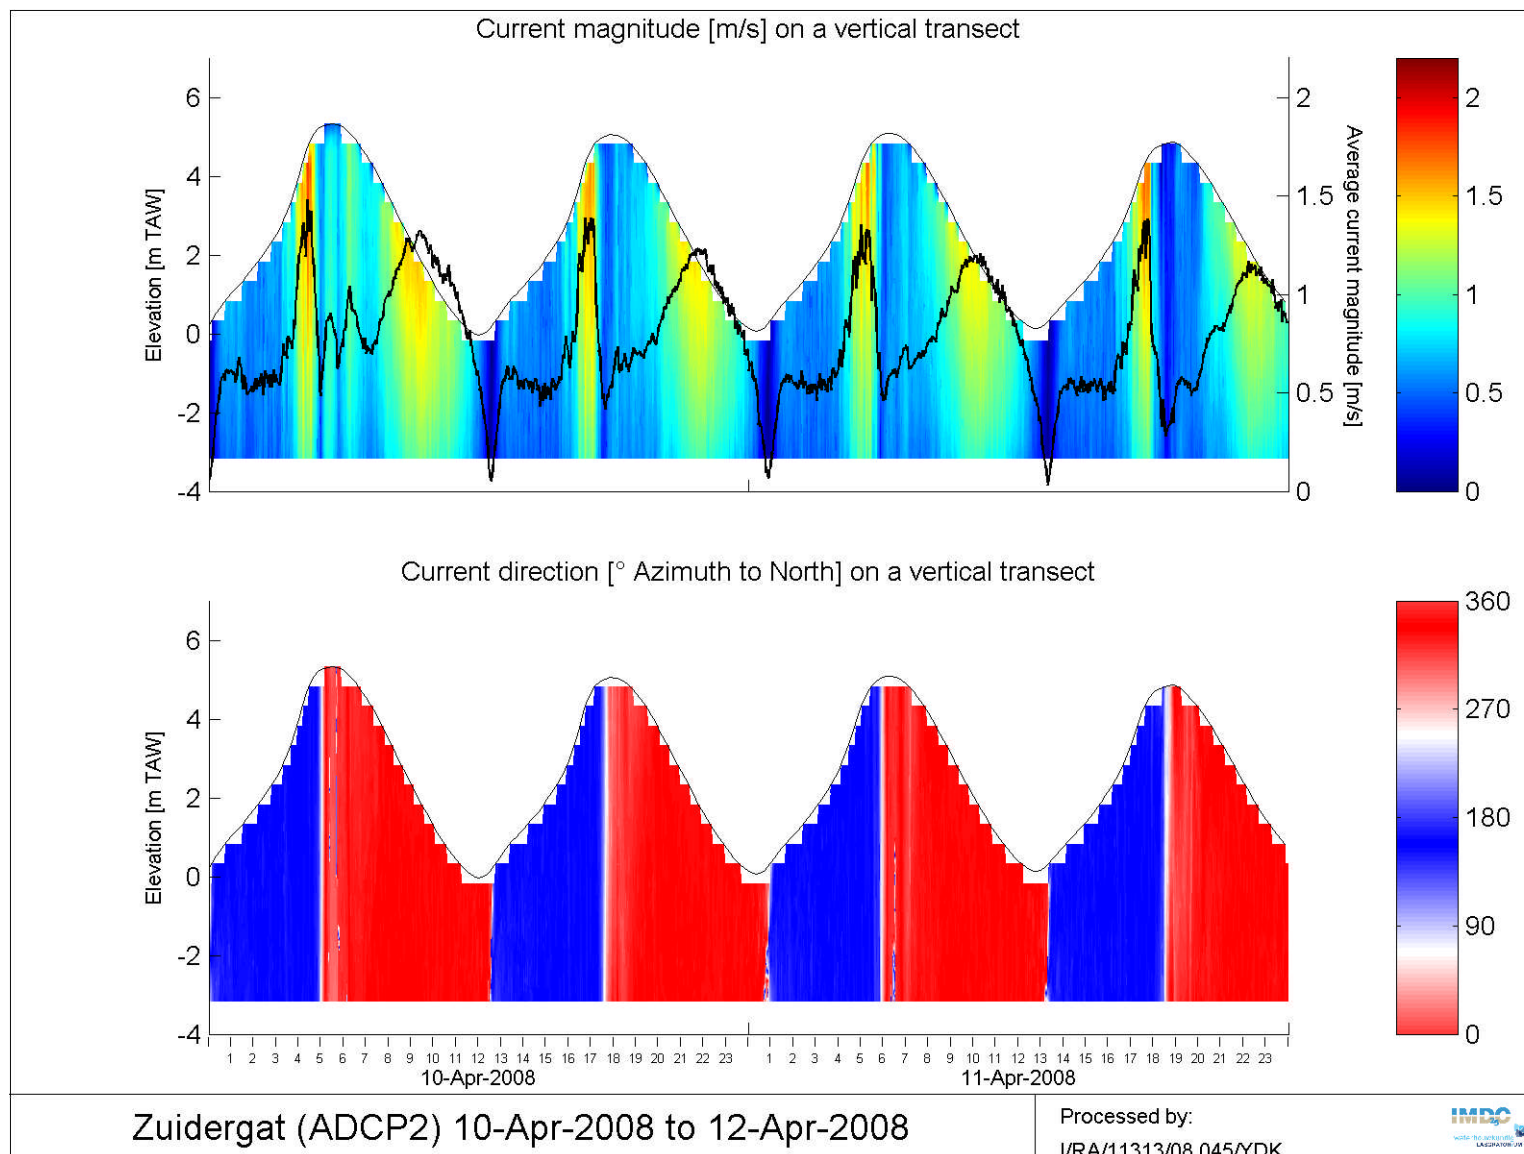 Current magnitude [m/s] on a vertical transect
6
4
2
0
-2
-4
Elevation [m TAW]
2
1.5
1
0.5
0
Average current magnitude [m/s]
2
1.5
1
0.5
0
Current direction [° Azimuth to North] on a vertical transect
6
4
2
0
-2
-4
Elevation [m TAW]
360
270
180
90
0
1 2 3 4 5 6 7 8 9 10 11 12 13 14 15 16 17 18 19 20 21 22 23 1 2 3 4 5 6 7 8 9 10 11 12 13 14 15 16 17 18 19 20 21 22 23
10-Apr-2008 11-Apr-2008
Zuidergat (ADCP2) 10-Apr-2008 to 12-Apr-2008
Processed by:
I/RA/11313/08.045/YDK
IMDC
LABORATORIUM